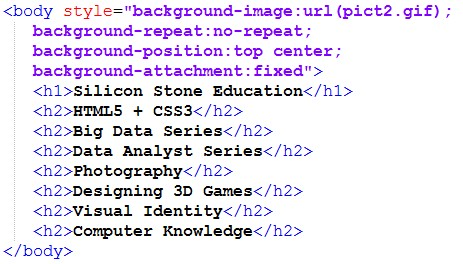 <body style="background-image:url(pict2.gif);
background-repeat:no-repeat;
background-position:top center;
background-attachment:fixed">
<h1>Silicon Stone Education</h1>
<h2>HTML5 + CSS3</h2>
<h2>Big Data Series</h2>
<h2>Data Analyst Series</h2>
<h2>Photography</h2>
<h2>Designing 3D Games</h2>
<h2>Visual Identity</h2>
<h2>Computer Knowledge</h2>
</body>